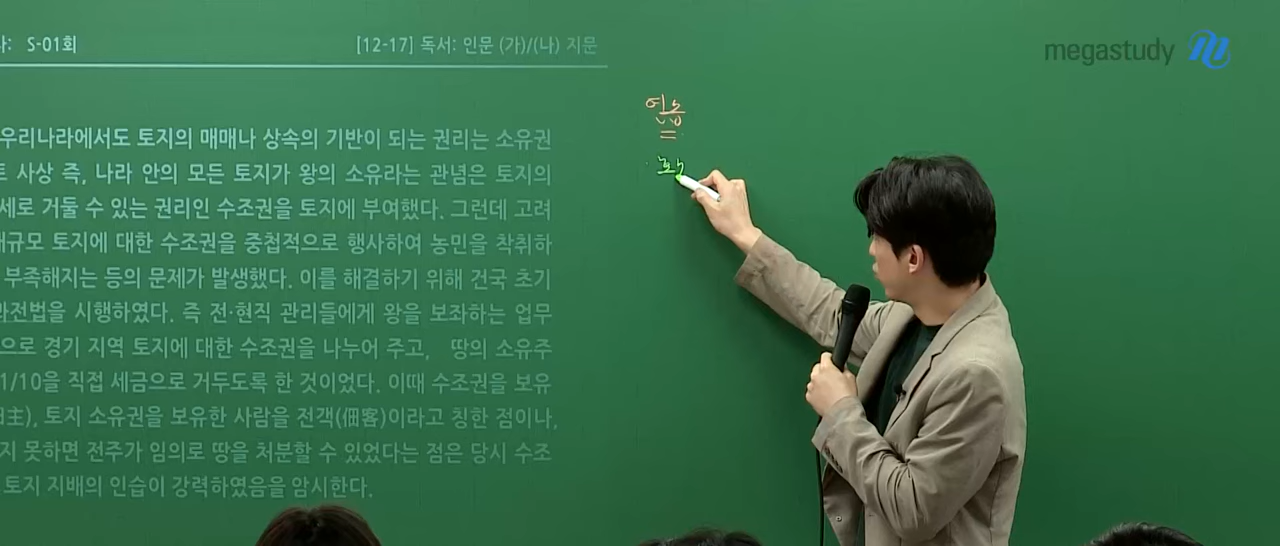 사: S-01회
[12-17] 독서: 인문 (가)/(나) 지문
megastudy
우리나라에서도 토지의 매매나 상속의 기반이 되는 권리는 소유권
사상 즉, 나라 안의 모든 토지가 왕의 소유라는 관념은 토지의
세로 거둘 수 있는 권리인 수조권을 토지에 부여했다. 그런데 고려
대규모 토지에 대한 수조권을 중첩적으로 행사하여 농민을 착취하
부족해지는 등의 문제가 발생했다. 이를 해결하기 위해 건국 초기
과전법을 시행하였다. 즉 전·현직 관리들에게 왕을 보좌하는 업무
으로 경기 지역 토지에 대한 수조권을 나누어 주고, 땅의 소유주
1/10을 직접 세금으로 거두도록 한 것이었다. 이때 수조권을 보유
主), 토지 소유권을 보유한 사람을 전객(佃客)이라고 칭한 점이나,
지 못하면 전주가 임의로 땅을 처분할 수 있었다는 점은 당시 수조
토지 지배의 인습이 강력하였음을 암시한다.